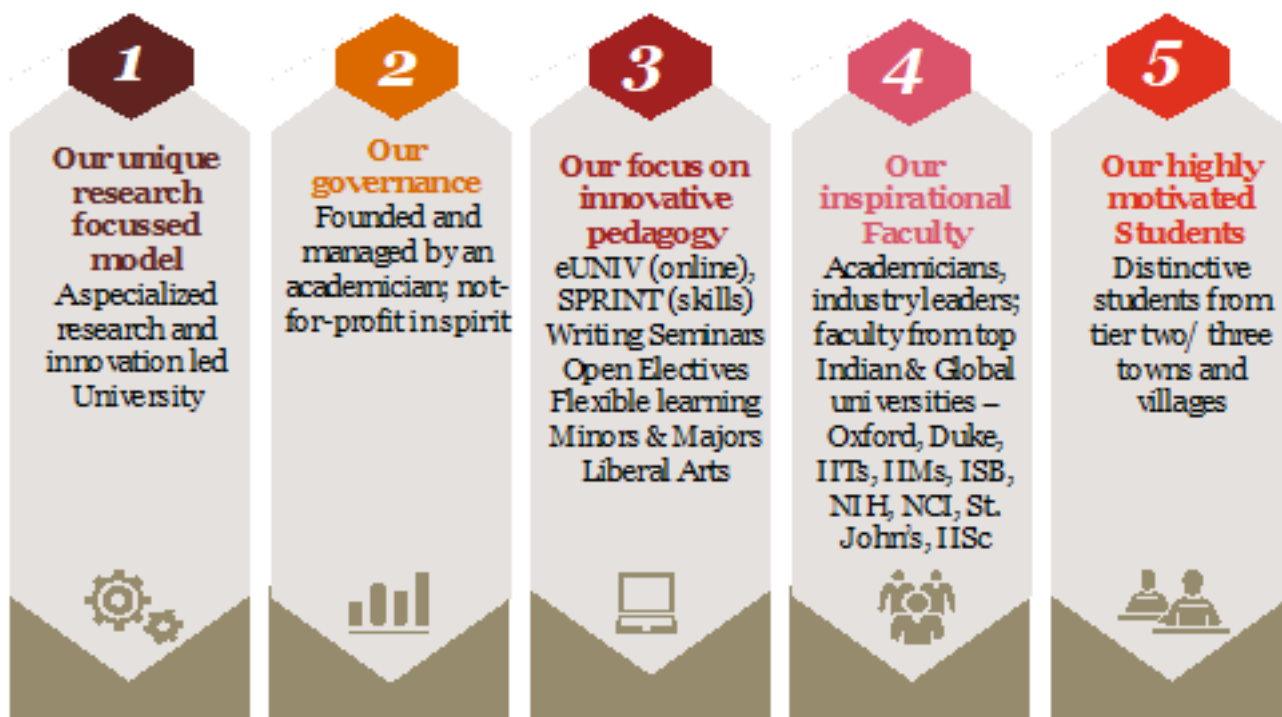 1
Our unique
research
focussed
model
A specialized
research and
innovation led
University
2
Our
governance
Founded and
managed by an
academician; not-
for-profit in spirit
3
Our focus on
innovative
pedagogy
eUNIV (online),
SPRINT (skills)
Writing Seminars
Open Electives
Flexible learning
Minors & Majors
Liberal Arts
4
Our
inspirational
Faculty
Academicians,
industry leaders;
faculty from top
Indian & Global
universities –
Oxford, Duke,
IITs, IIMs, ISB,
NIH, NCI, St.
John's, IISc
5
Our highly
motivated
Students
Distinctive
students from
tier two/ three
towns and
villages